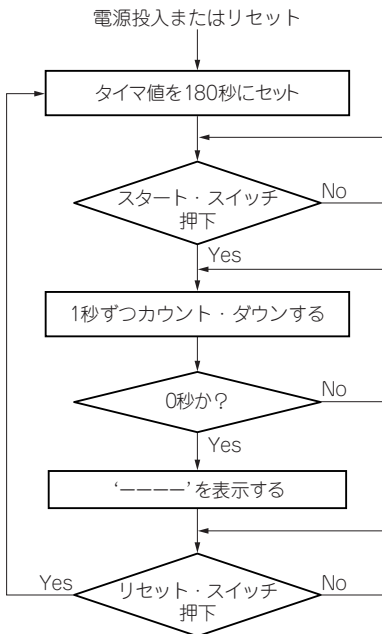 電源投入またはリセット
タイマ値を180秒にセット
スタート・スイッチ
押下
No
Yes
1秒ずつカウント・ダウンする
0秒か？
No
Yes
‘ーーーー’を表示する
Yes
リセット・スイッチ
押下
No